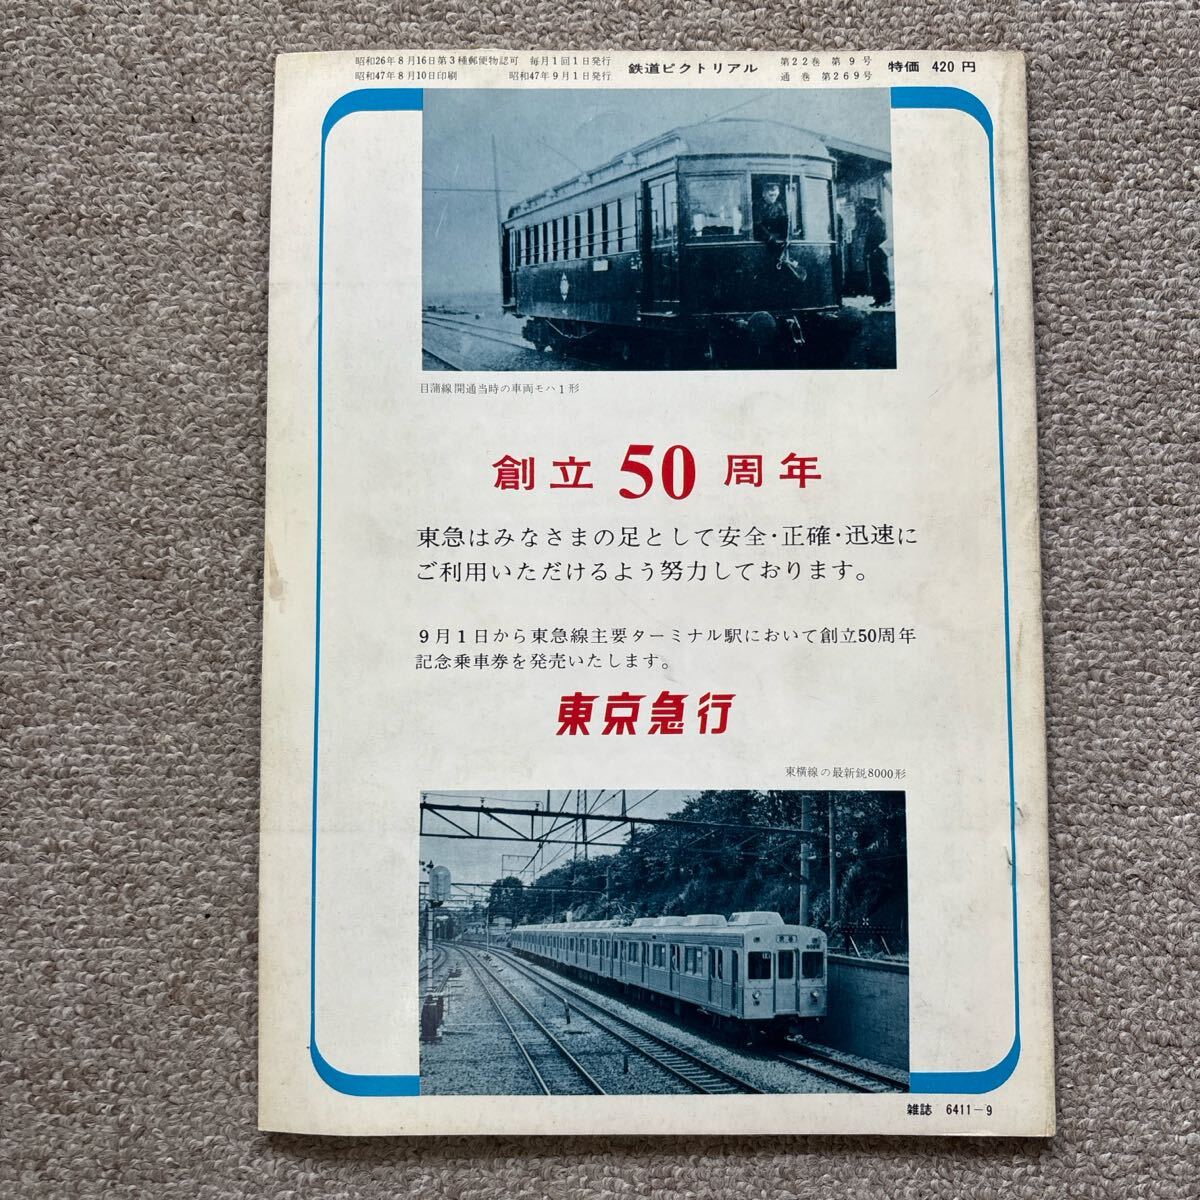 昭和26年8月16日第3種郵便物認可 毎月1回1日発行
昭和47年8月10日印刷 昭和47年9月1日発行
鉄道ピクトリアル
第22巻 第9号
通巻 第269号
特価 420円
目蒲線開通当時の車両モハ1形
創立50周年
東急はみなさまの足として安全・正確・迅速に
ご利用いただけるよう努力しております。
9月1日から東急線主要ターミナル駅において創立50周年
記念乗車券を発売いたします。
東京急行
東横線の最新鋭8000形
雑誌 6411-9